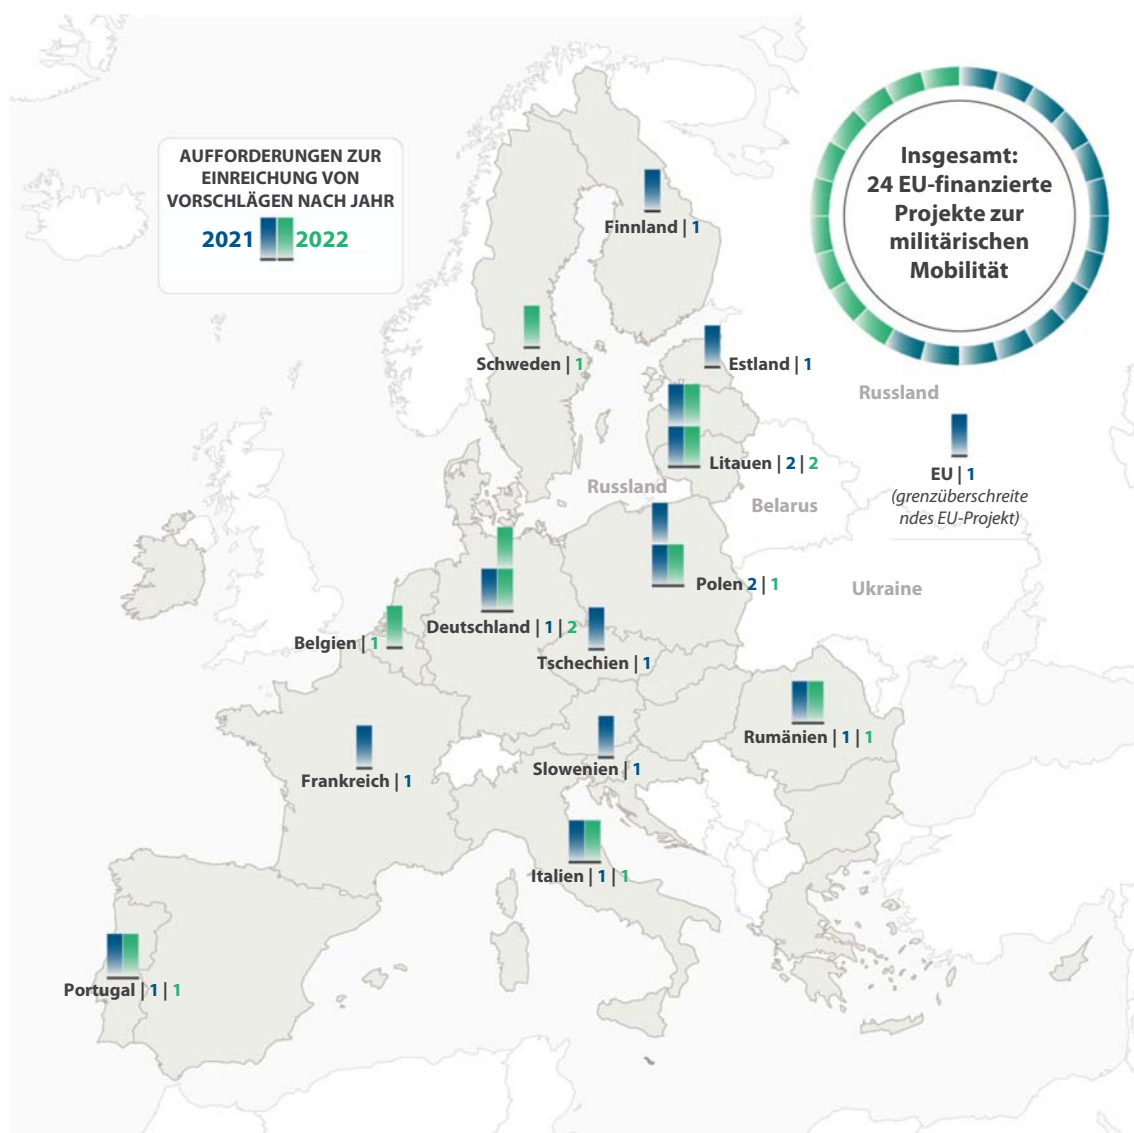 AUFFORDERUNGEN ZUR
EINREICHUNG VON
VORSCHLÄGEN NACH JAHR
2021 2022
Insgesamt:
24 EU-finanzierte
Projekte zur
militärischen
Mobilität
Finnland | 1
Schweden | 1
Estland | 1
Russland
Litauen | 2 | 2
EU | 1
(grenzüberschreite
ndes EU-Projekt)
Russland
Belarus
Polen 2 | 1
Ukraine
Deutschland | 1 | 2
Belgien | 1
Tschechien | 1
Rumänien | 1 | 1
Slowenien | 1
Frankreich | 1
Italien | 1 | 1
Portugal | 1 | 1